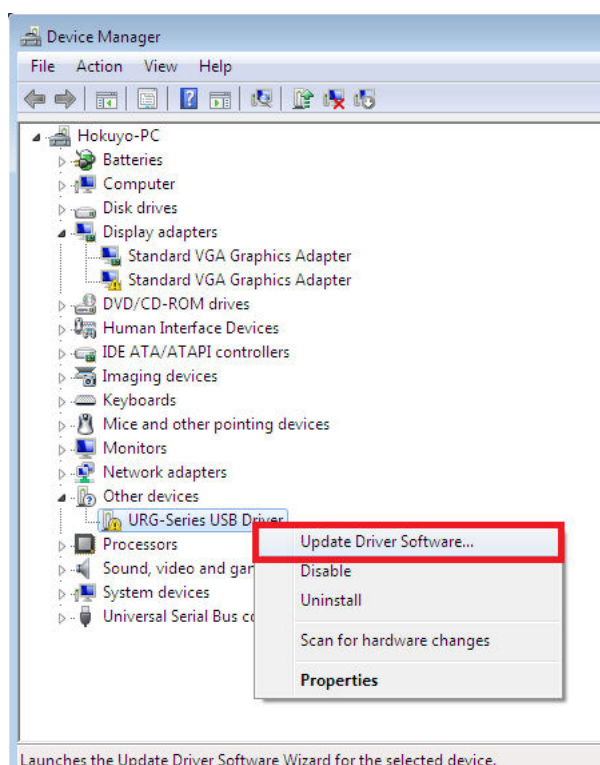 Device Manager
File Action View Help
Hokuyo-PC
Batteries
Computer
Disk drives
Display adapters
Standard VGA Graphics Adapter
Standard VGA Graphics Adapter
DVD/CD-ROM drives
Human Interface Devices
IDE ATA/ATAPI controllers
Imaging devices
Keyboards
Mice and other pointing devices
Monitors
Network adapters
Other devices
URG-Series USB Driver
Processors
Sound, video and gar
System devices
Universal Serial Bus co
Update Driver Software...
Disable
Uninstall
Scan for hardware changes
Properties
Launches the Update Driver Software Wizard for the selected device.